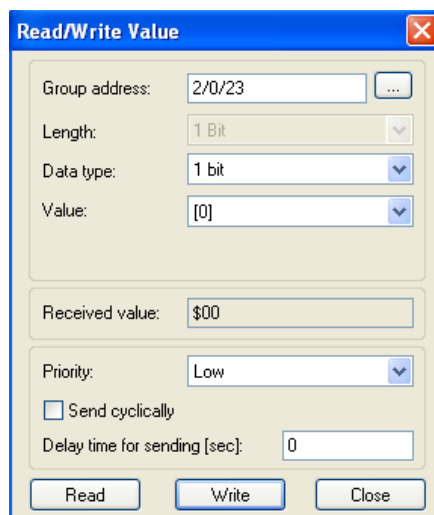 Read/Write Value
Group address: 2/0/23 ...
Length: 1 Bit
Data type: 1 bit
Value: [0]
Received value: $00
Priority: Low
Send cyclically
Delay time for sending [sec]: 0
Read Write Close